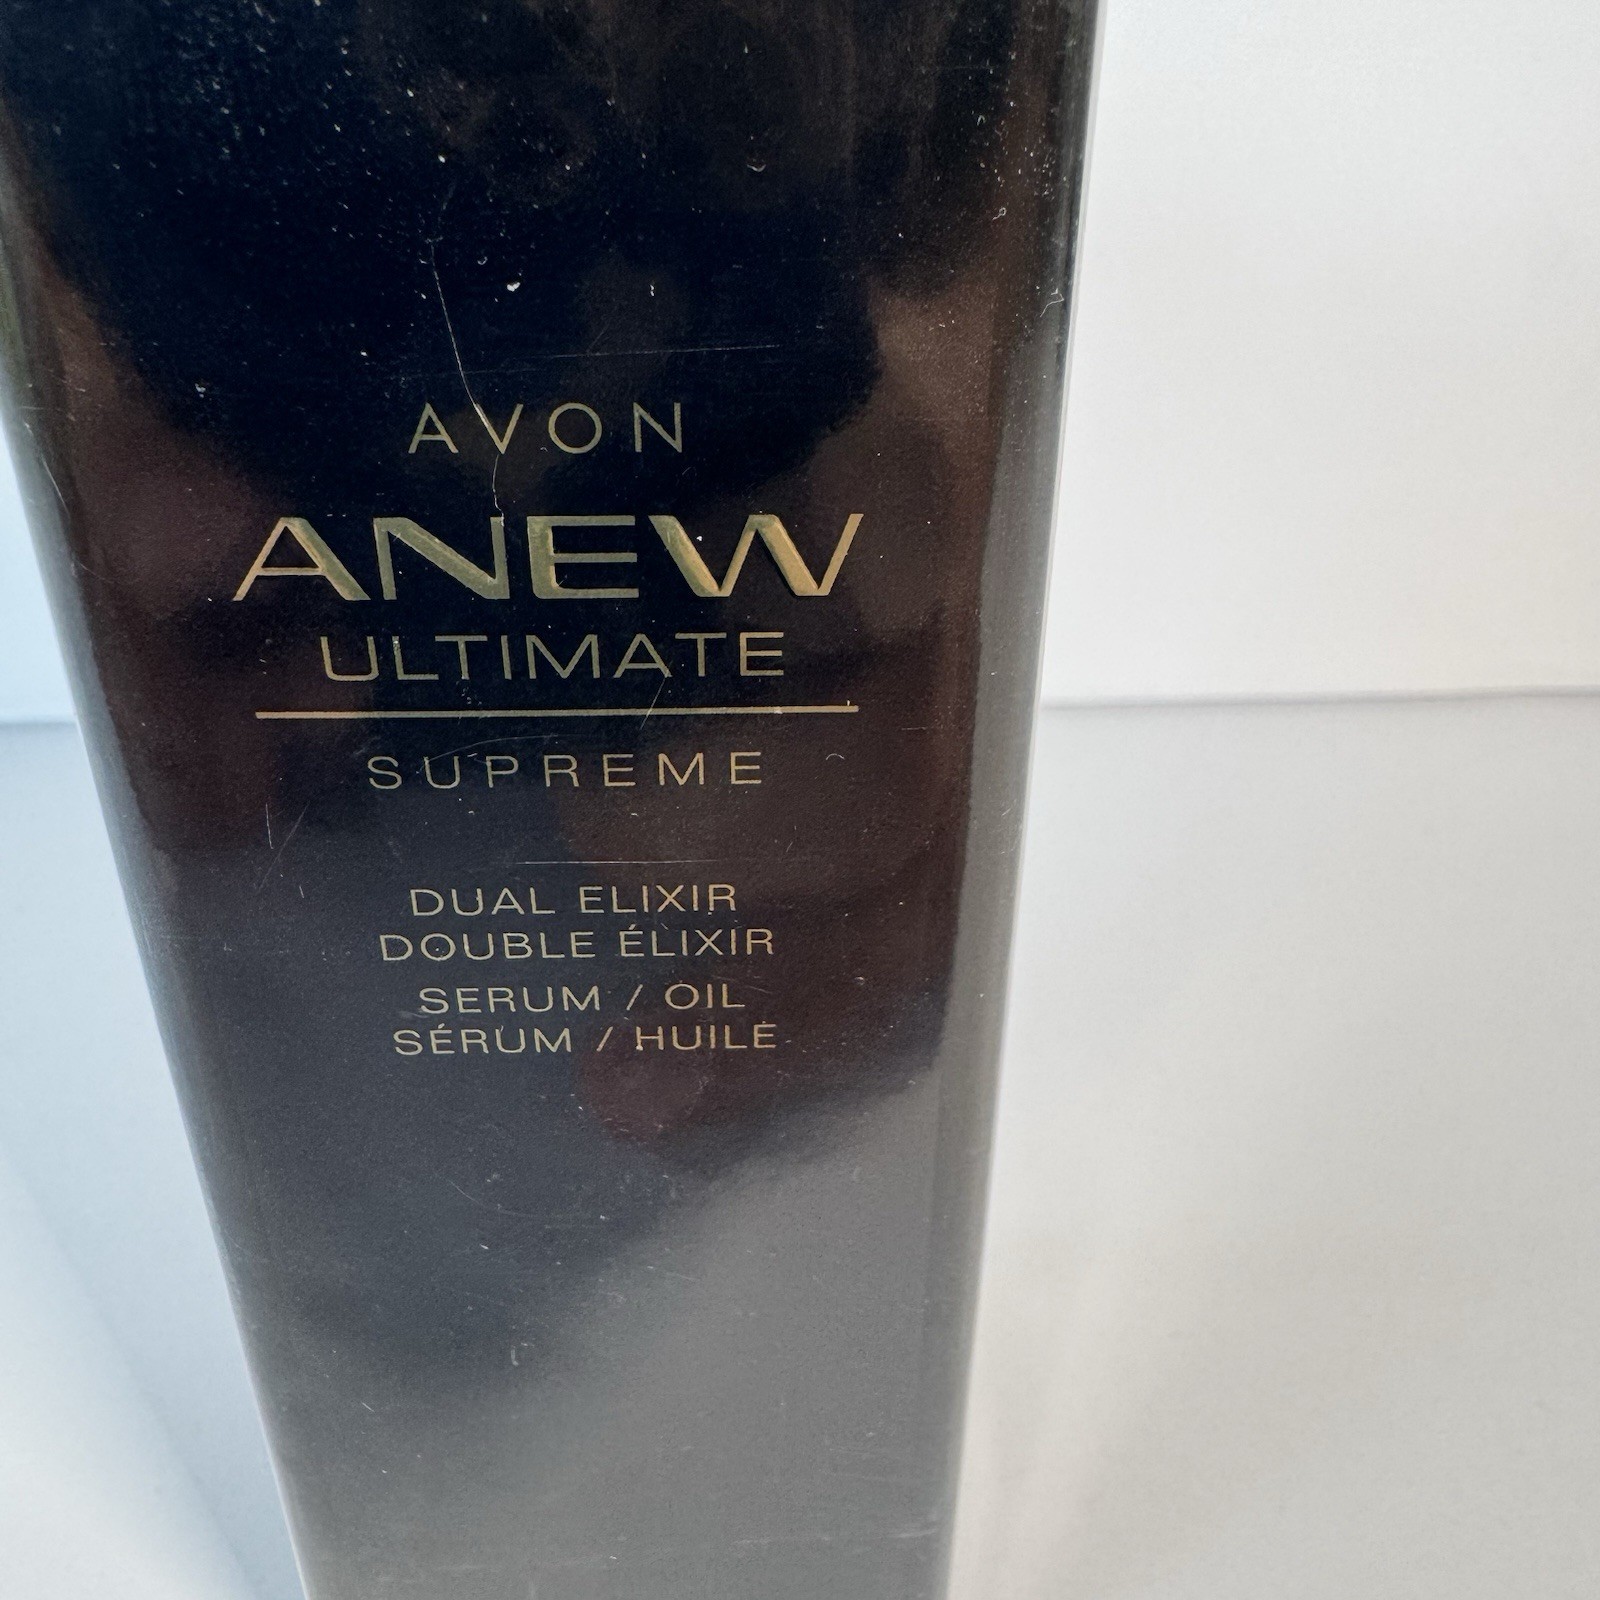 AVON
ANEW
ULTIMATE
SUPREME
DUAL ELIXIR
DOUBLE ÉLIXIR
SERUM / OIL
SÉRUM / HUILE